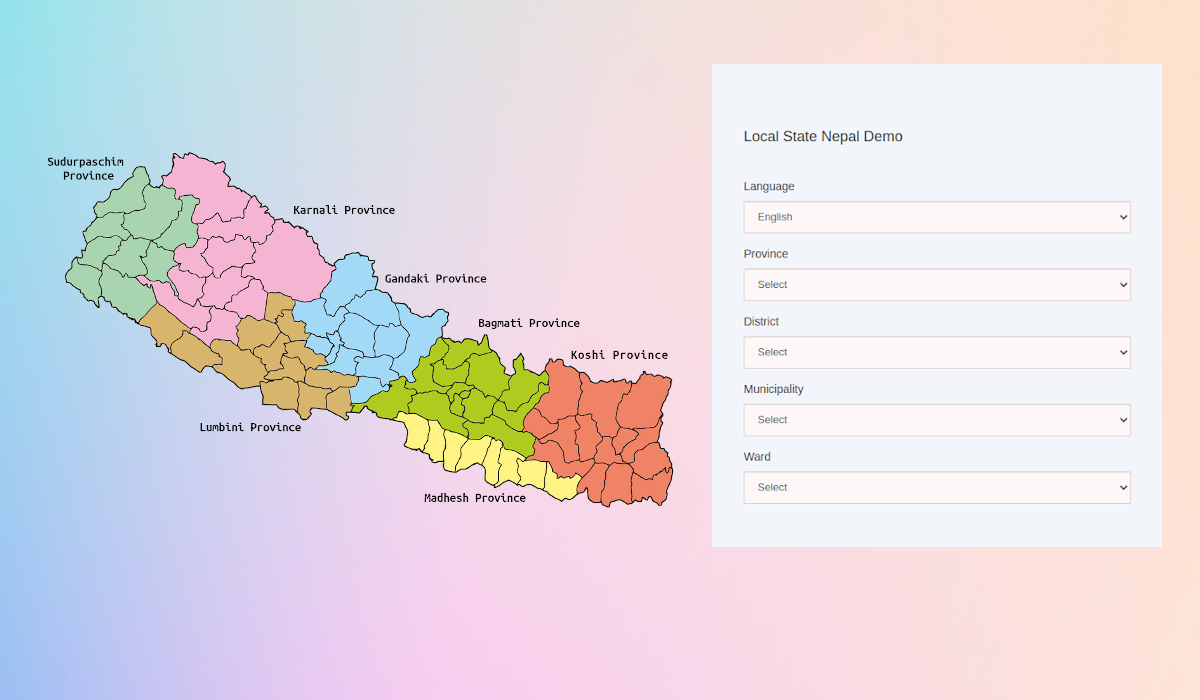 Sudurpaschim
Province
Karnali Province
Gandaki Province
Bagmati Province
Koshi Province
Lumbini Province
Madhesh Province
Local State Nepal Demo
Language
English
Province
Select
District
Select
Municipality
Select
Ward
Select